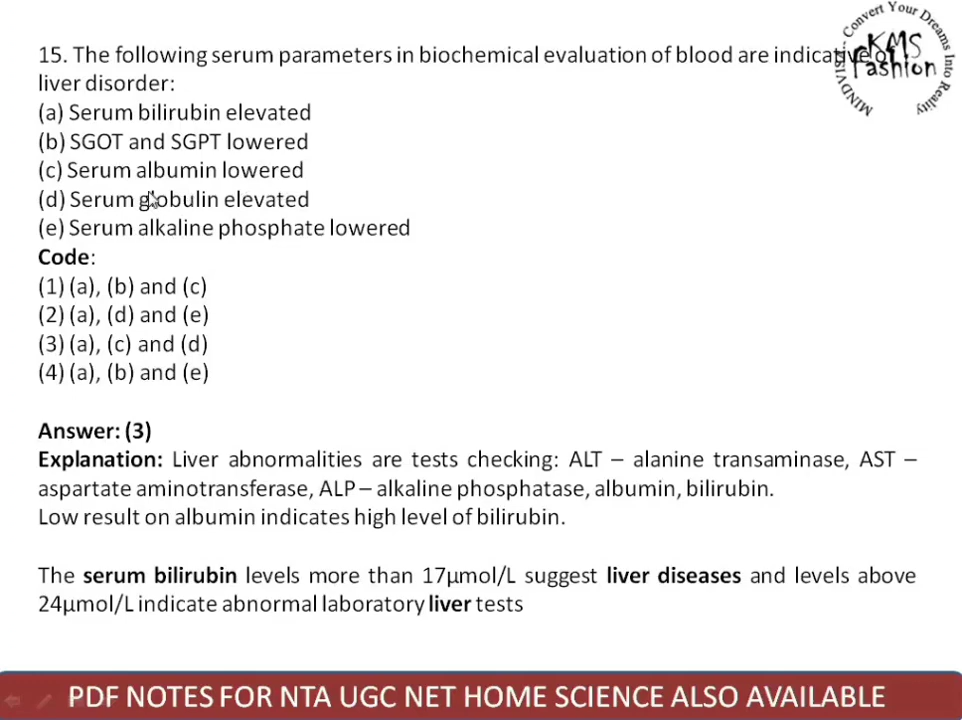 15. The following serum parameters in biochemical evaluation of blood are indicative of
liver disorder:
(a) Serum bilirubin elevated
(b) SGOT and SGPT lowered
(c) Serum albumin lowered
(d) Serum globulin elevated
(e) Serum alkaline phosphate lowered
Code:
(1) (a), (b) and (c)
(2) (a), (d) and (e)
(3) (a), (c) and (d)
(4) (a), (b) and (e)
Answer: (3)
Explanation: Liver abnormalities are tests checking: ALT – alanine transaminase, AST –
aspartate aminotransferase, ALP – alkaline phosphatase, albumin, bilirubin.
Low result on albumin indicates high level of bilirubin.
The serum bilirubin levels more than 17µmol/L suggest liver diseases and levels above
24µmol/L indicate abnormal laboratory liver tests
PDF NOTES FOR NTA UGC NET HOME SCIENCE ALSO AVAILABLE
Convert Your Dreams Into Reality
KMS
Fashion